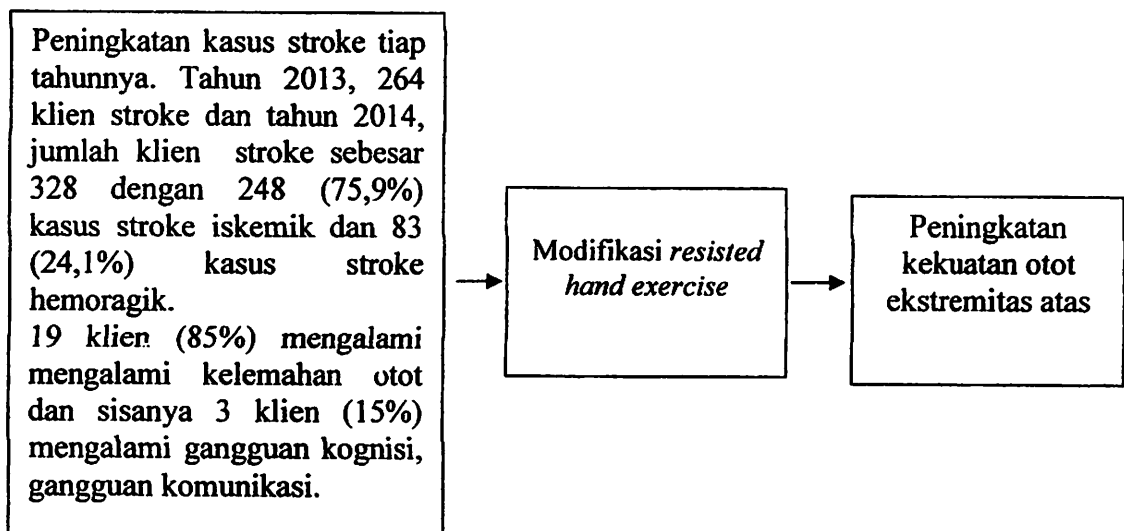 Peningkatan kasus stroke tiap
tahunnya. Tahun 2013, 264
klien stroke dan tahun 2014,
jumlah klien stroke sebesar
328 dengan 248 (75,9%)
kasus stroke iskemik dan 83
(24,1%) kasus stroke
hemoragik.
19 klien (85%) mengalami
mengalami kelemahan otot
dan sisanya 3 klien (15%)
mengalami gangguan kognisi,
gangguan komunikasi.
Modifikasi resisted
hand exercise
Peningkatan
kekuatan otot
ekstremitas atas